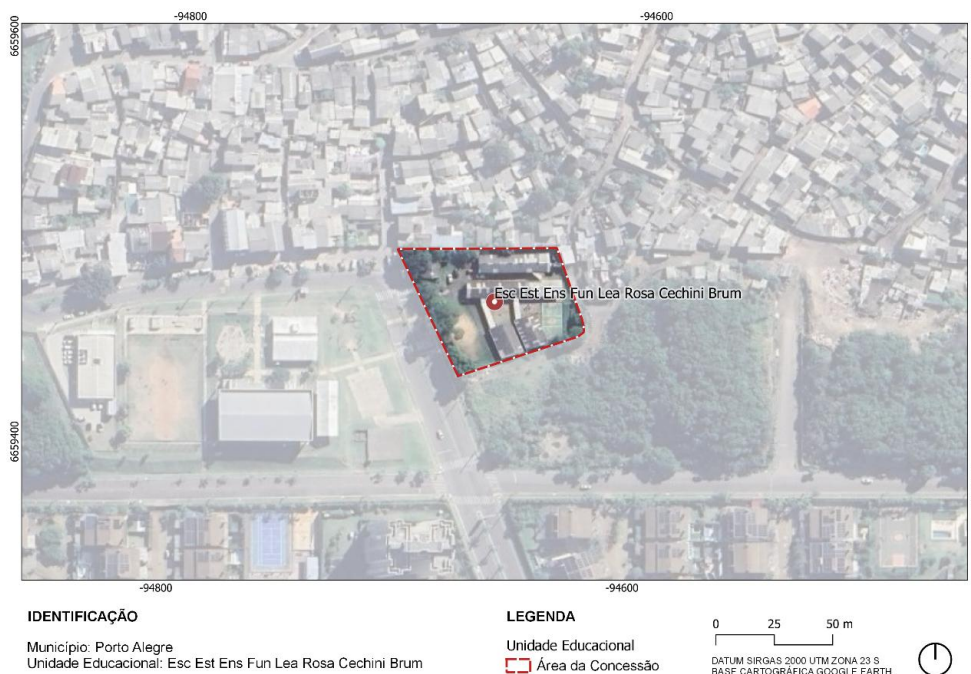 -94800
-94600
6659600
Esc Est Ens Fun Lea Rosa Cechini Brum
6659400
-94800
-94600
IDENTIFICAÇÃO
Município: Porto Alegre
Unidade Educacional: Esc Est Ens Fun Lea Rosa Cechini Brum
LEGENDA
Unidade Educacional
Área da Concessão
0 25 50 m
DATUM SIRGAS 2000 UTM ZONA 23 S
BASE CARTOGRÁFICA GOOGLE EARTH